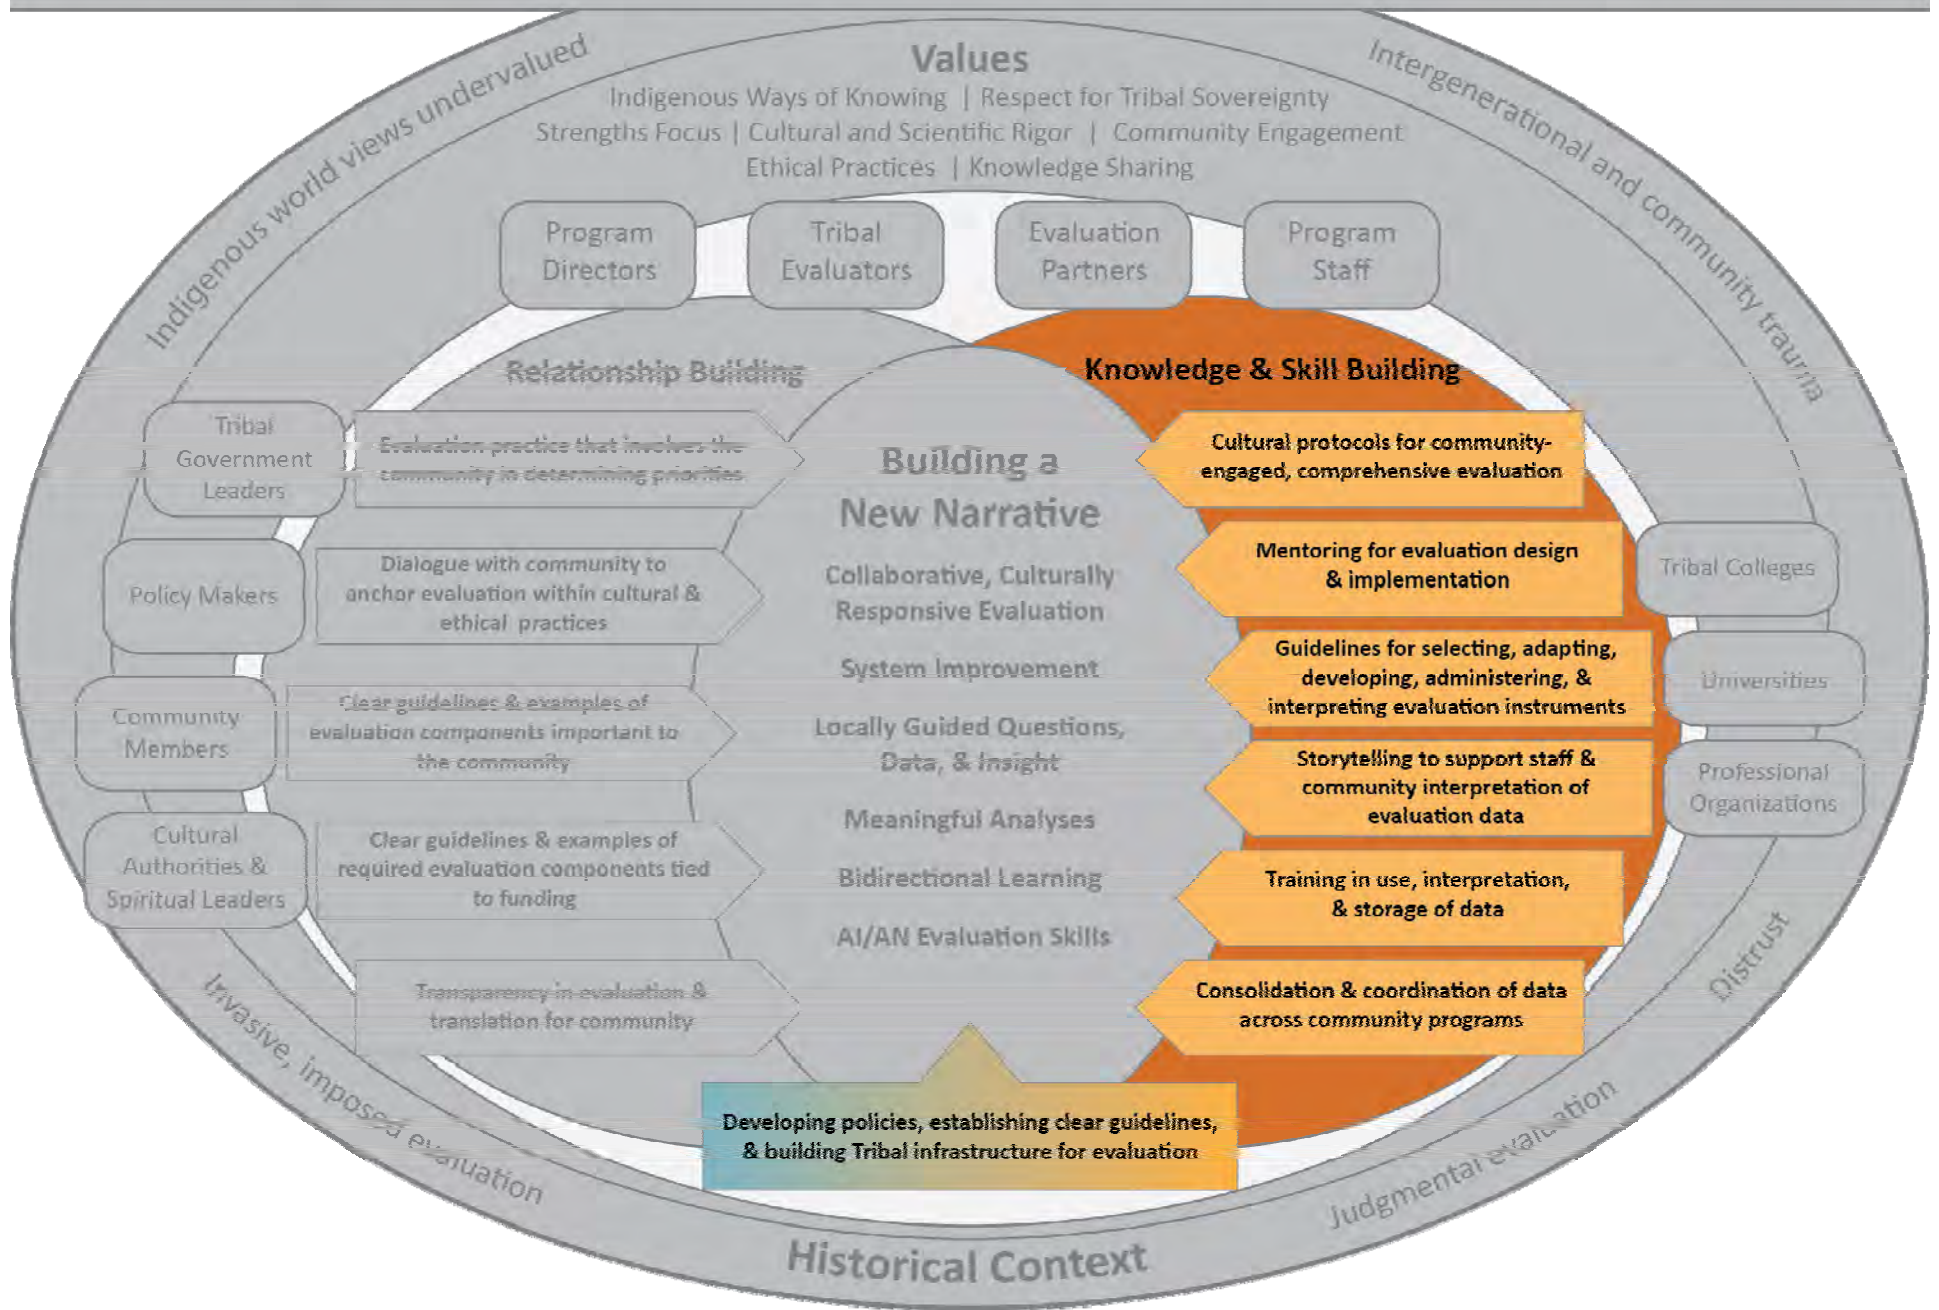 Values
Indigenous Ways of Knowing | Respect for Tribal Sovereignty
Strengths Focus | Cultural and Scientific Rigor | Community Engagement
Ethical Practices | Knowledge Sharing
Indigenous world views undervalued
Intergenerational and community trauma
Program
Directors
Tribal
Evaluators
Evaluation
Partners
Program
Staff
Relationship Building
Tribal
Government
Leaders
Evaluation practice that involves the
community in determining priorities
Policy Makers
Dialogue with community to
anchor evaluation within cultural &
ethical practices
Community
Members
Clear guidelines & examples of
evaluation components important to
the community
Cultural
Authorities &
Spiritual Leaders
Clear guidelines & examples of
required evaluation components tied
to funding
Transparency in evaluation &
translation for community
Building a
New Narrative
Collaborative, Culturally
Responsive Evaluation
System Improvement
Locally Guided Questions,
Data, & Insight
Meaningful Analyses
Bidirectional Learning
AI/AN Evaluation Skills
Knowledge & Skill Building
Cultural protocols for community-
engaged, comprehensive evaluation
Mentoring for evaluation design
& implementation
Guidelines for selecting, adapting,
developing, administering, &
interpreting evaluation instruments
Storytelling to support staff &
community interpretation of
evaluation data
Training in use, interpretation,
& storage of data
Consolidation & coordination of data
across community programs
Tribal Colleges
Universities
Professional
Organizations
Developing policies, establishing clear guidelines,
& building Tribal infrastructure for evaluation
Invasive, imposed evaluation
Distrust
Judgmental evaluation
Historical Context